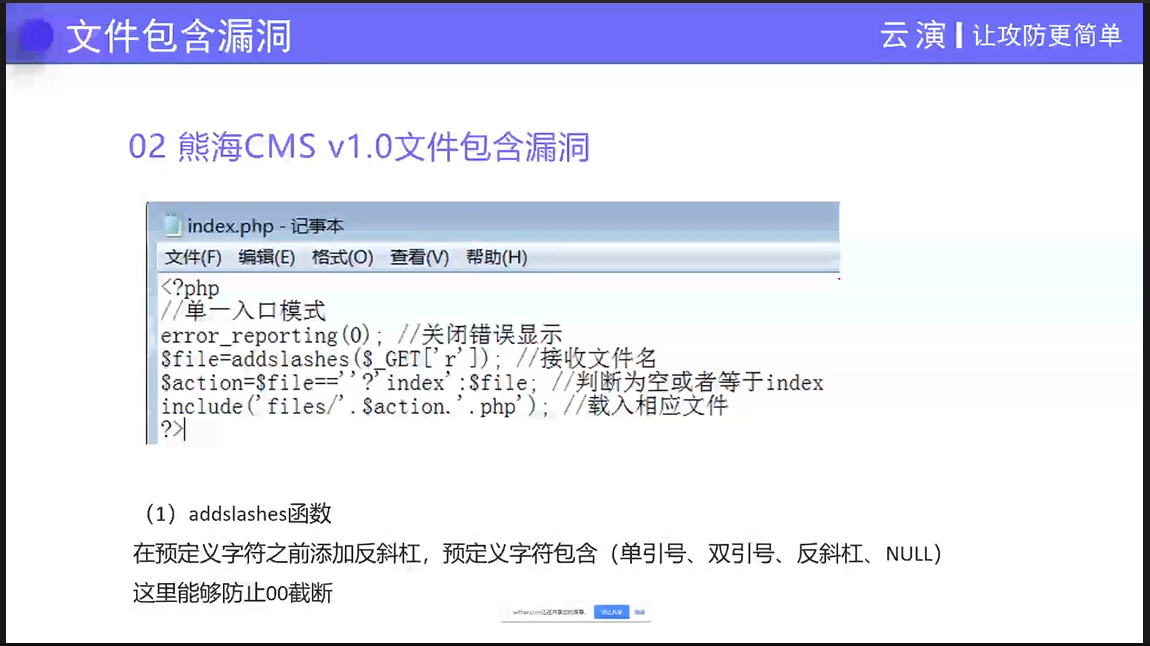 文件包含漏洞
云演 | 让攻防更简单
02 熊海CMS v1.0文件包含漏洞
index.php - 记事本
文件(F) 编辑(E) 格式(O) 查看(V) 帮助(H)
<?php
//单一入口模式
error_reporting(0); //关闭错误显示
$file=addslashes($_GET['r']); //接收文件名
$action=$file==''?'index':$file; //判断为空或者等于index
include('files/'.$action.'.php'); //载入相应文件
?>
（1）addslashes函数
在预定义字符之前添加反斜杠，预定义字符包含（单引号、双引号、反斜杠、NULL）
这里能够防止00截断
停止共享 隐藏